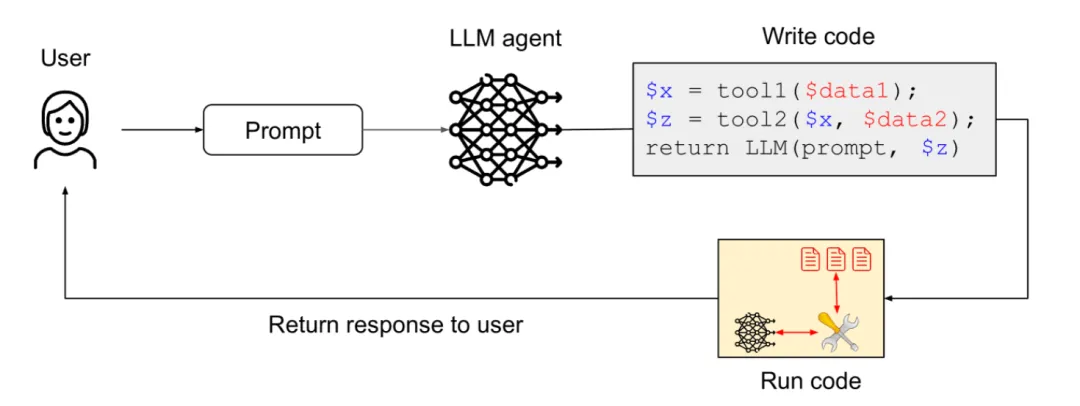 User
Prompt
LLM agent
Write code
$x = tool1($data1);
$z = tool2($x, $data2);
return LLM(prompt, $z)
Run code
Return response to user